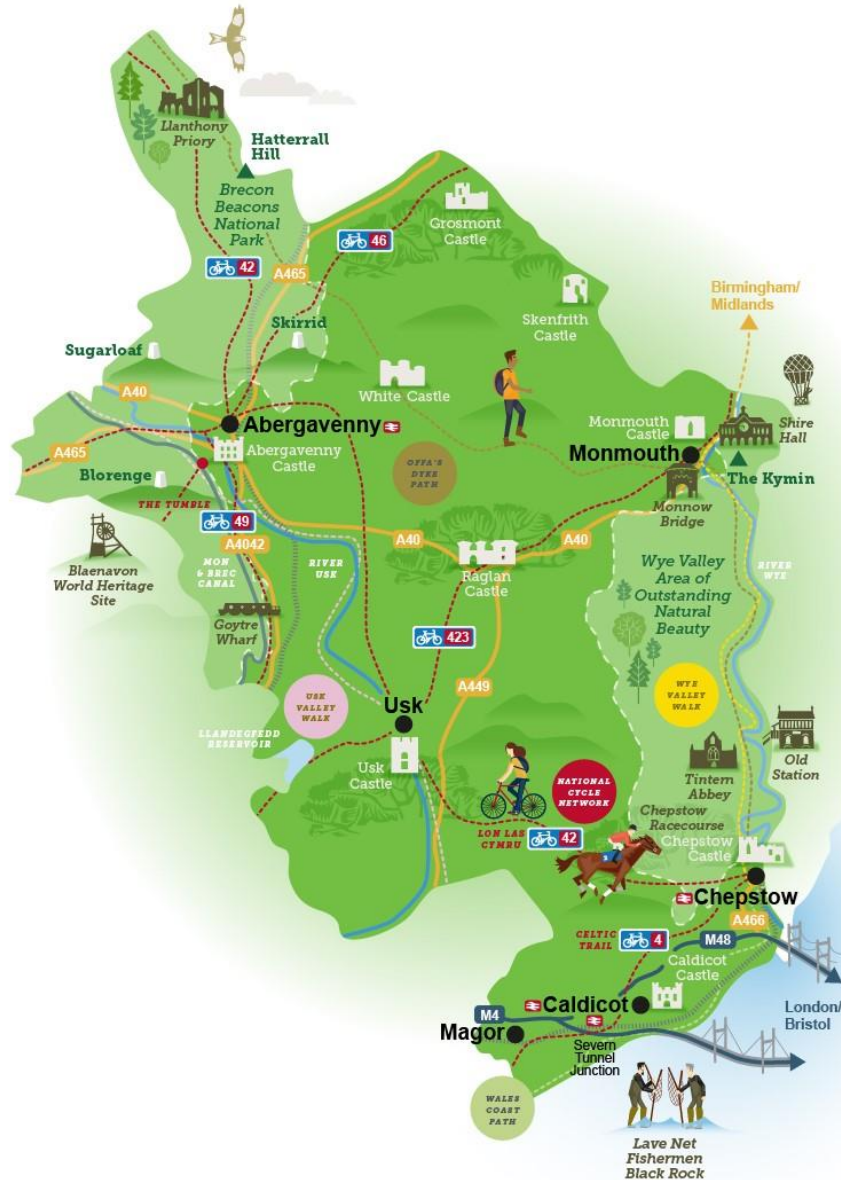 Llanthony
Priory
Hatterrall
Hill
Brecon
Beacons
National
Park
42
46
A465
Grosmont
Castle
Birmingham/
Midlands
Skenfrith
Castle
Skirrid
Sugarloaf
A40
White Castle
Shire
Hall
Monmouth
Castle
Abergavenny
Abergavenny
Castle
A465
OFFA'S
DYKE
PATH
Monmouth
The Kymin
Blorenge
THE TUMBLE
Monnow
Bridge
49
A4042
MON
& BREC
CANAL
RIVER
USK
A40
A40
Raglan
Castle
Blaenavon
World Heritage
Site
Wye Valley
Area of
Outstanding
Natural
Beauty
RIVER
WYE
Goytre
Wharf
423
A449
USK
VALLEY
WALK
WYE
VALLEY
WALK
Usk
LLANDEGFEDD
RESERVOIR
Usk
Castle
Tintern
Abbey
Old
Station
NATIONAL
CYCLE
NETWORK
LON LAS
CYMRU
42
Chepstow
Racecourse
Chepstow
Castle
Chepstow
A466
CELTIC
TRAIL
4
M48
Caldicot
Castle
M4
Caldicot
Magor
London/
Bristol
Severn
Tunnel
Junction
WALES
COAST
PATH
Lave Net
Fishermen
Black Rock